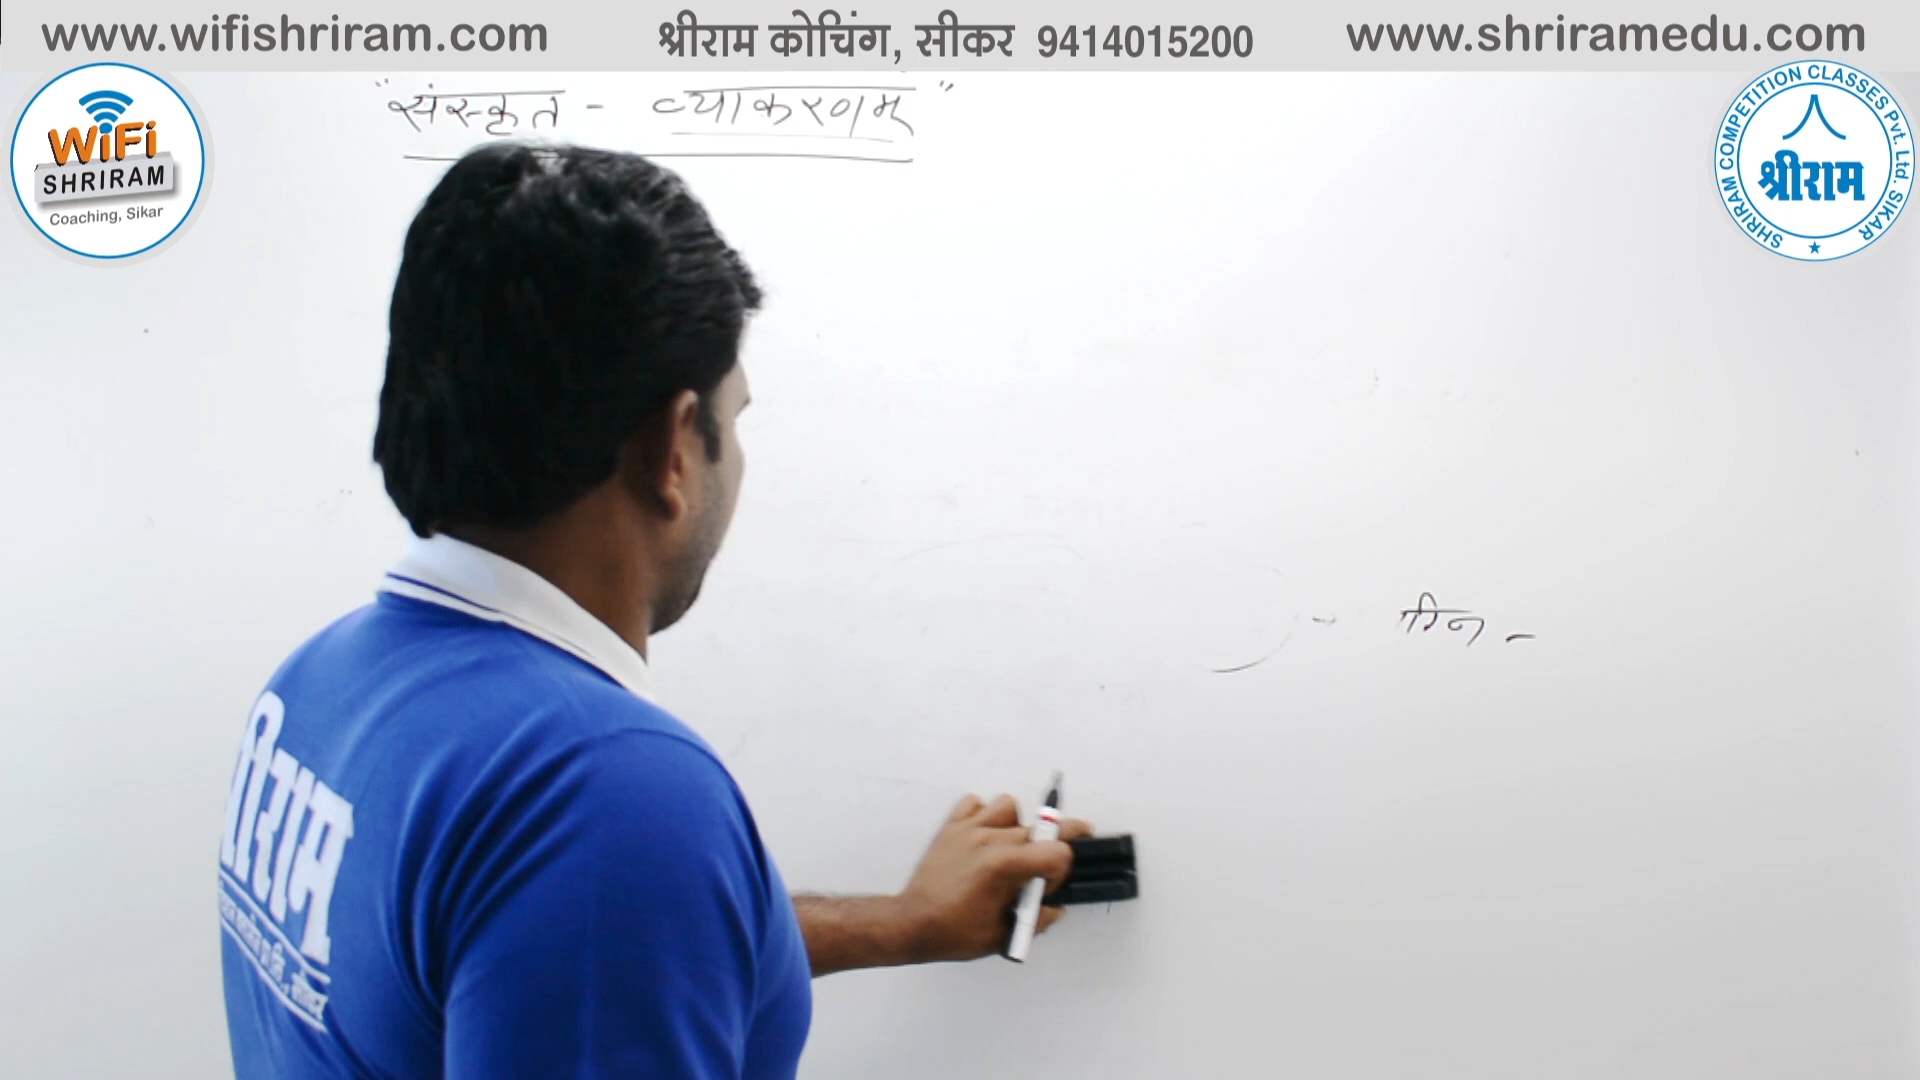 www.wifishriram.com श्रीराम कोचिंग, सीकर 9414015200 www.shriramedu.com
WiFi
SHRIRAM
Coaching, Sikar
SHRIRAM COMPETITION CLASSES Pvt. Ltd. SIKAR
श्रीराम
"संस्कृत - व्याकरणम्"